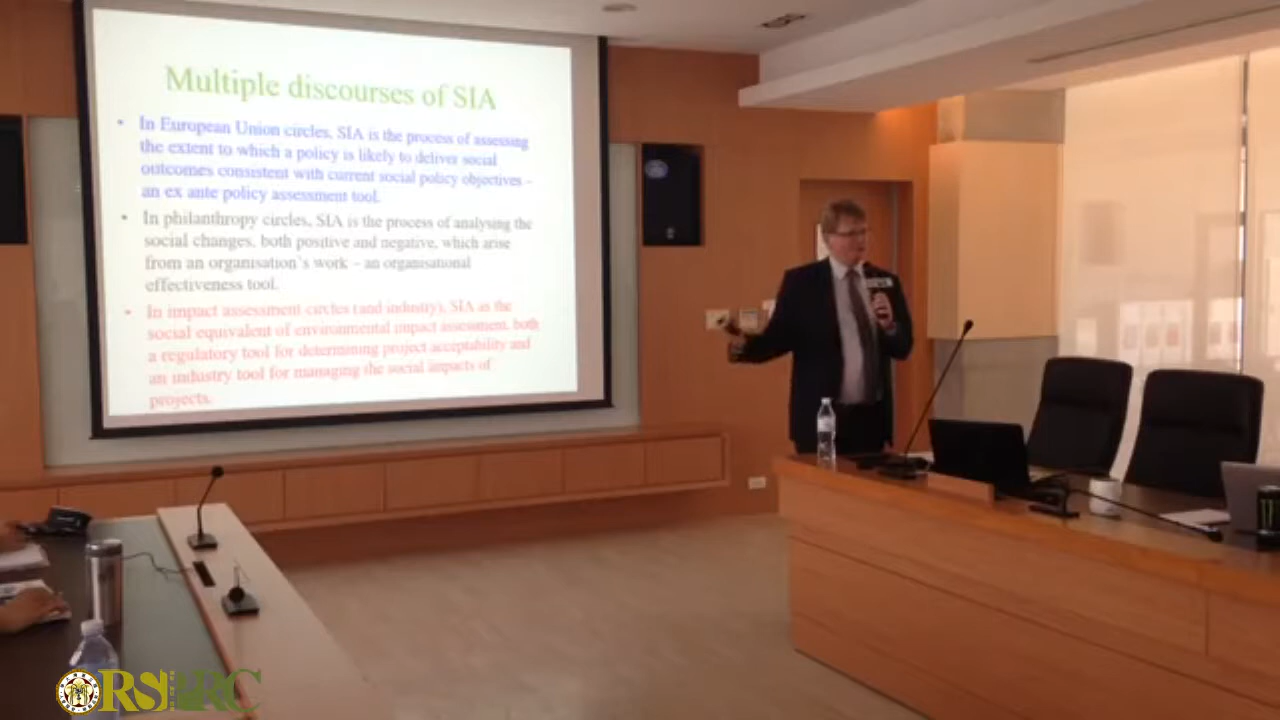 Multiple discourses of SIA
• In European Union circles, SIA is the process of assessing
the extent to which a policy is likely to deliver social
outcomes consistent with current social policy objectives –
an ex ante policy assessment tool.
• In philanthropy circles, SIA is the process of analysing the
social changes, both positive and negative, which arise
from an organisation's work – an organisational
effectiveness tool.
• In impact assessment circles (and industry), SIA as the
social equivalent of environmental impact assessment, both
a regulatory tool for determining project acceptability and
an industry tool for managing the social impacts of
projects.